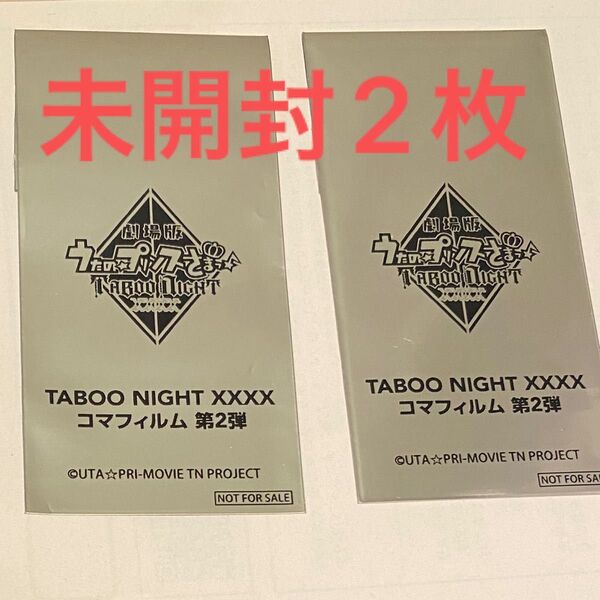 未開封2枚
劇場版
うたの☆プリンスさまっ♪
TABOO NIGHT
XXXX
TABOO NIGHT XXXX
コマフィルム 第2弾
©UTA☆PRI-MOVIE TN PROJECT
NOT FOR SALE
劇場版
うたの☆プリンスさまっ♪
TABOO NIGHT
XXXX
TABOO NIGHT XXXX
コマフィルム 第2弾
©UTA☆PRI-MOVIE TN PROJECT
NOT FOR SA